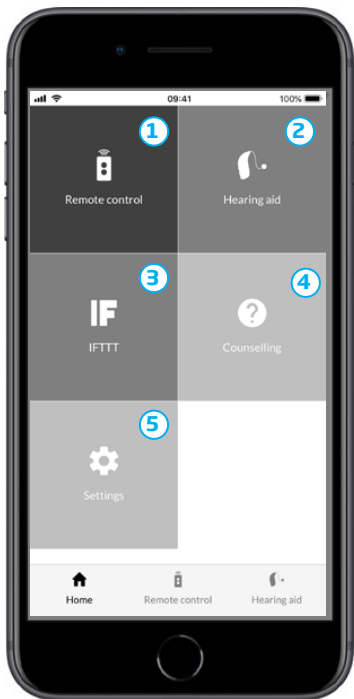 09:41 100%
1 2
Remote control Hearing aid
3 4
IF
IFTTT Counselling
?
5
Settings
Home Remote control Hearing aid